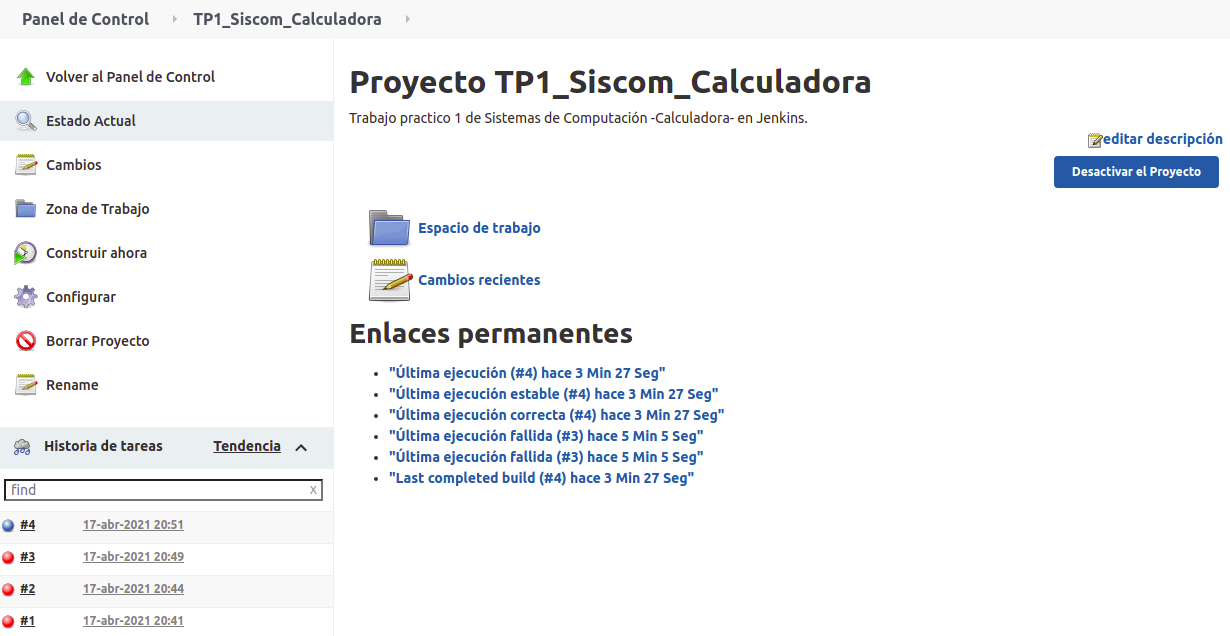 Panel de Control
TP1_Siscom_Calculadora
Volver al Panel de Control
Estado Actual
Cambios
Zona de Trabajo
Construir ahora
Configurar
Borrar Proyecto
Rename
Historia de tareas Tendencia
find x
#4 17-abr-2021 20:51
#3 17-abr-2021 20:49
#2 17-abr-2021 20:44
#1 17-abr-2021 20:41
Proyecto TP1_Siscom_Calculadora
Trabajo practico 1 de Sistemas de Computación -Calculadora- en Jenkins.
editar descripción
Desactivar el Proyecto
Espacio de trabajo
Cambios recientes
Enlaces permanentes
"Última ejecución (#4) hace 3 Min 27 Seg"
"Última ejecución estable (#4) hace 3 Min 27 Seg"
"Última ejecución correcta (#4) hace 3 Min 27 Seg"
"Última ejecución fallida (#3) hace 5 Min 5 Seg"
"Última ejecución fallida (#3) hace 5 Min 5 Seg"
"Last completed build (#4) hace 3 Min 27 Seg"